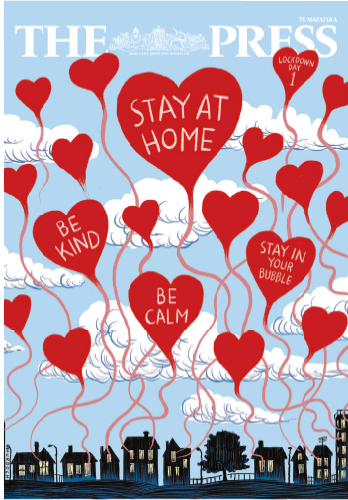 TE MATATIKA
THE PRESS
LOCKDOWN
DAY
1
STAY AT
HOME
BE
KIND
STAY IN
YOUR
BUBBLE
BE
CALM